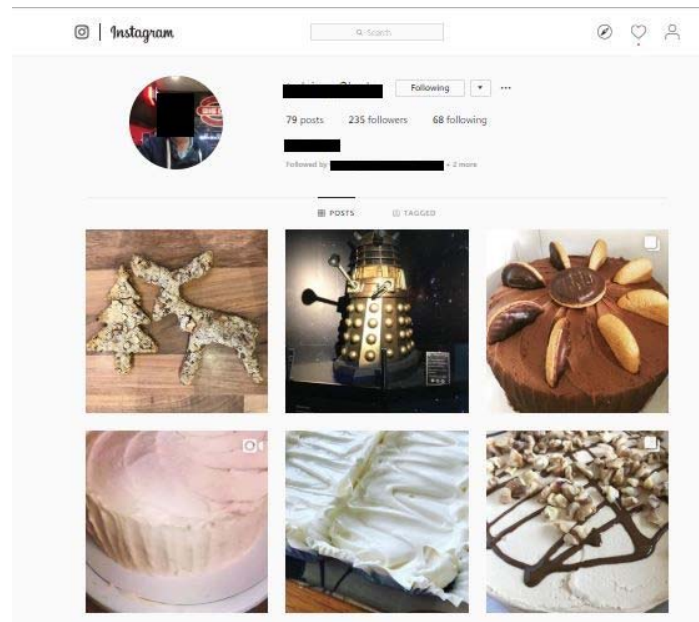 Instagram
Search
Following
79 posts 235 followers 68 following
Followed by + 2 more
POSTS TAGGED